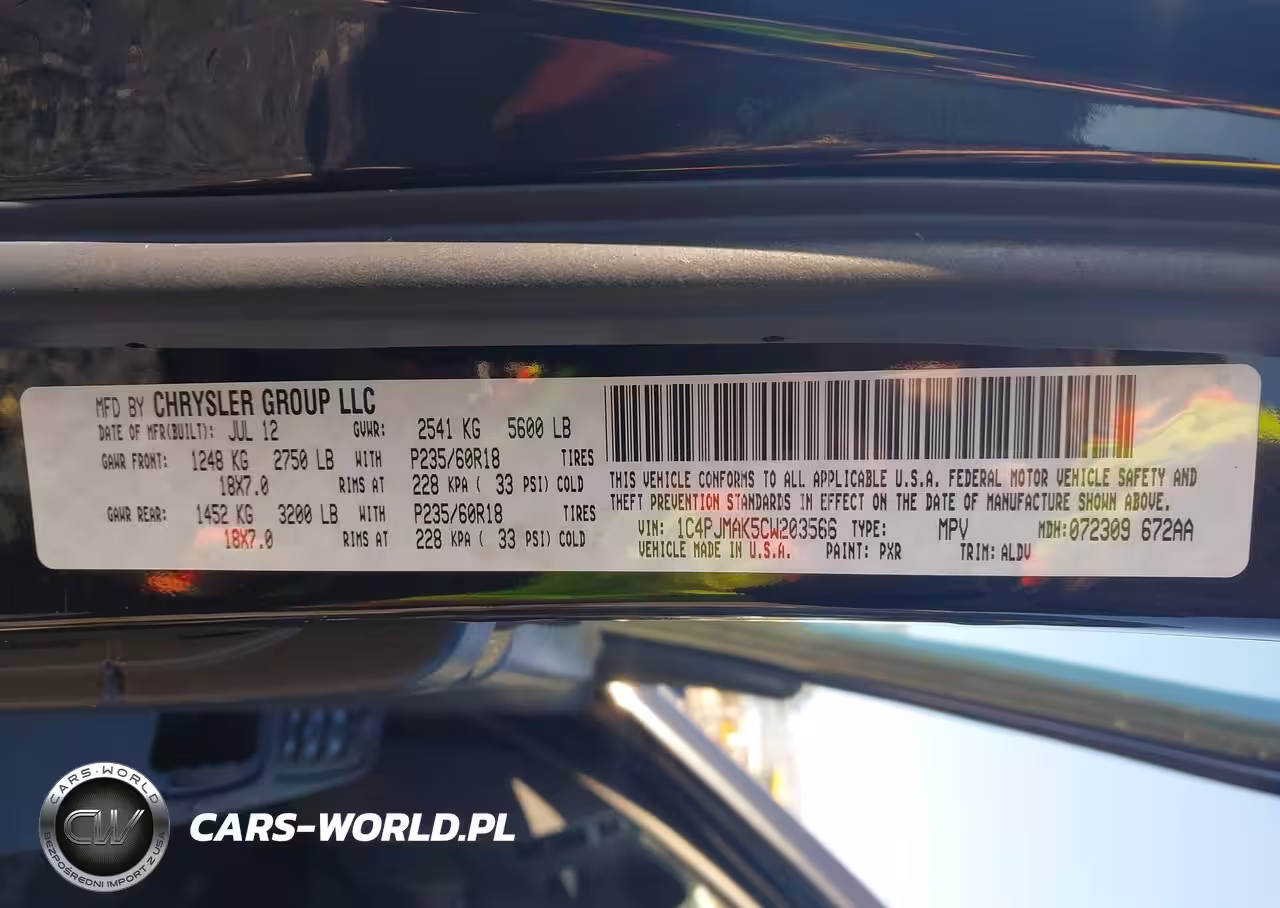 MFD BY CHRYSLER GROUP LLC
DATE OF MFR(BUILT): JUL 12 GVWR: 2541 KG 5600 LB
GAWR FRONT: 1248 KG 2750 LB WITH P235/60R18 TIRES
18X7.0 RIMS AT 228 KPA ( 33 PSI) COLD
GAWR REAR: 1452 KG 3200 LB WITH P235/60R18 TIRES
18X7.0 RIMS AT 228 KPA ( 33 PSI) COLD
THIS VEHICLE CONFORMS TO ALL APPLICABLE U.S.A. FEDERAL MOTOR VEHICLE SAFETY AND
THEFT PREVENTION STANDARDS IN EFFECT ON THE DATE OF MANUFACTURE SHOWN ABOVE.
VIN: 1C4PJMAK5CW203566 TYPE: MPV MDH:072309 672AA
VEHICLE MADE IN U.S.A. PAINT: PXR TRIM: ALDV
CARS-WORLD
CW
BEZPOŚREDNI IMPORT Z USA
CARS-WORLD.PL